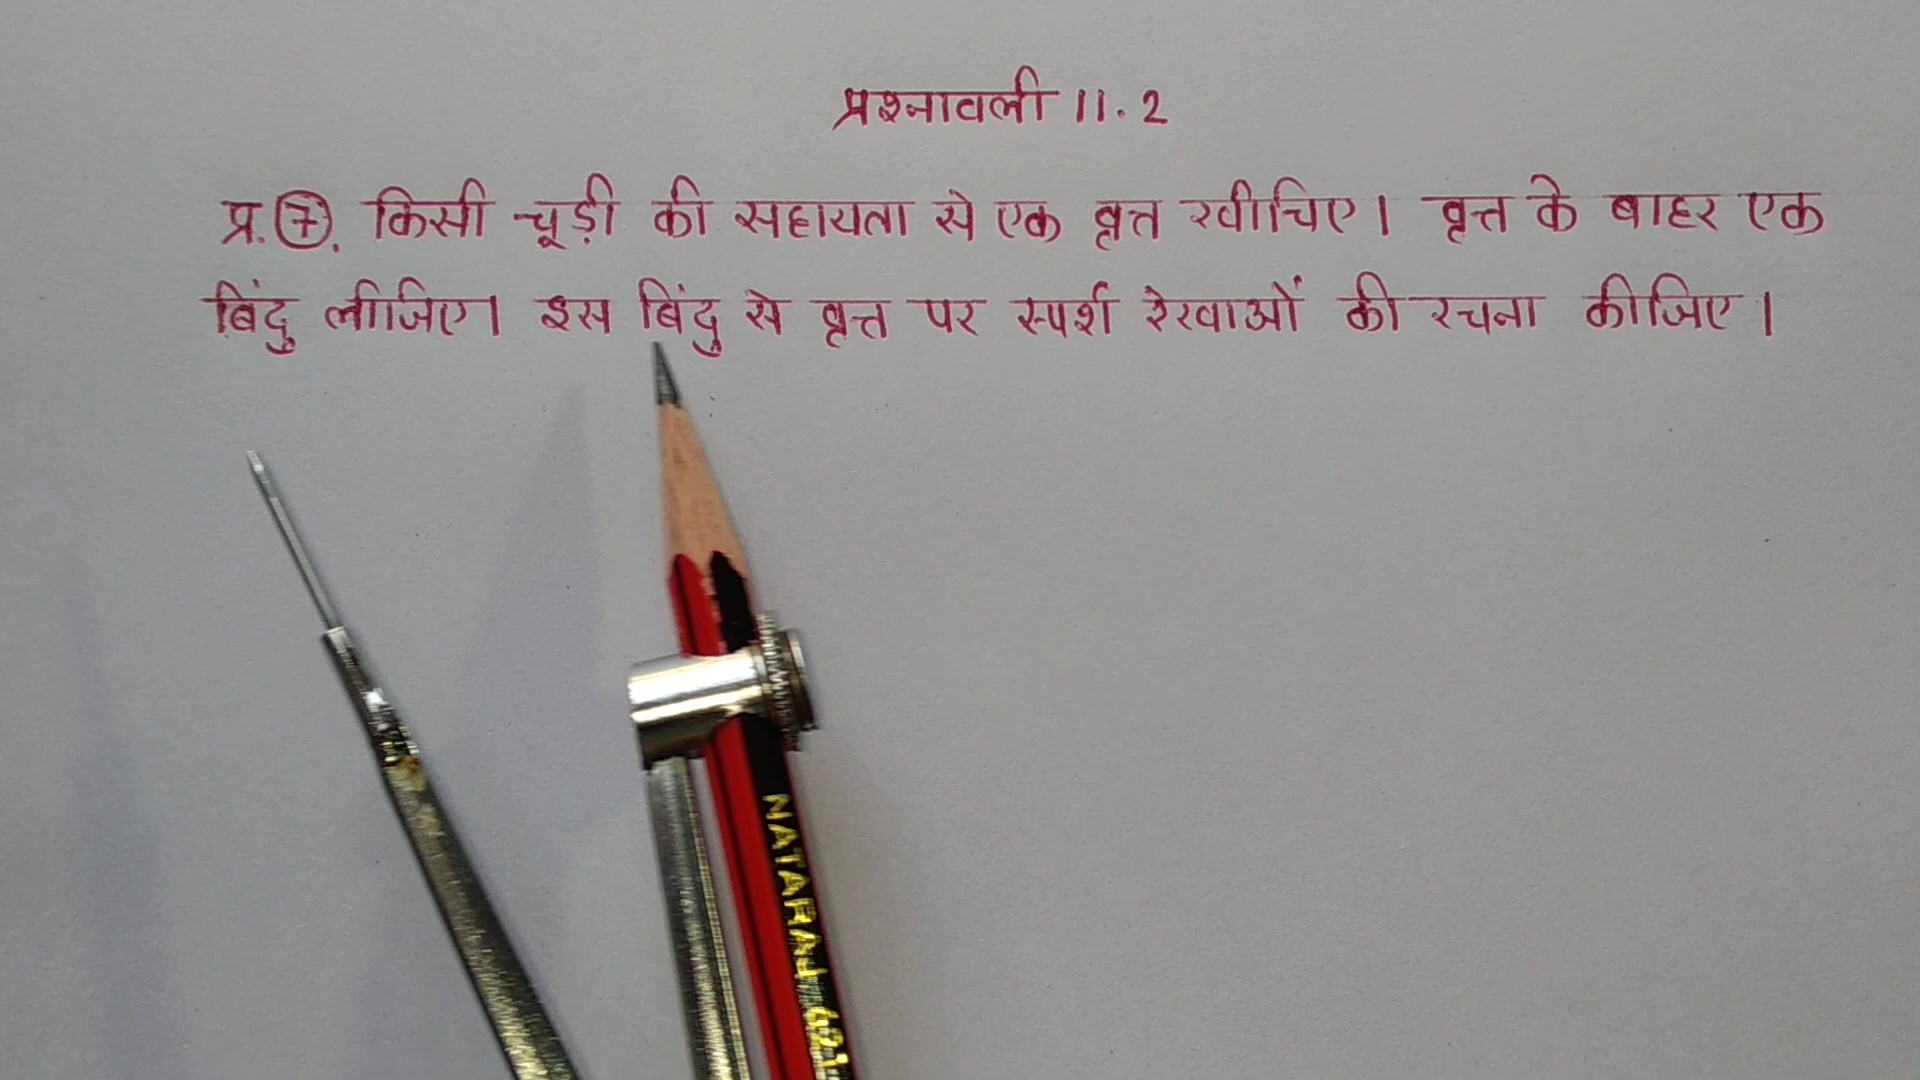 प्रश्नावली 11.2
प्र. 7. किसी चूड़ी की सहायता से एक वृत्त खींचिए। वृत्त के बाहर एक
बिंदु लीजिए। इस बिंदु से वृत्त पर स्पर्श रेखाओं की रचना कीजिए।
NATARAJ 621